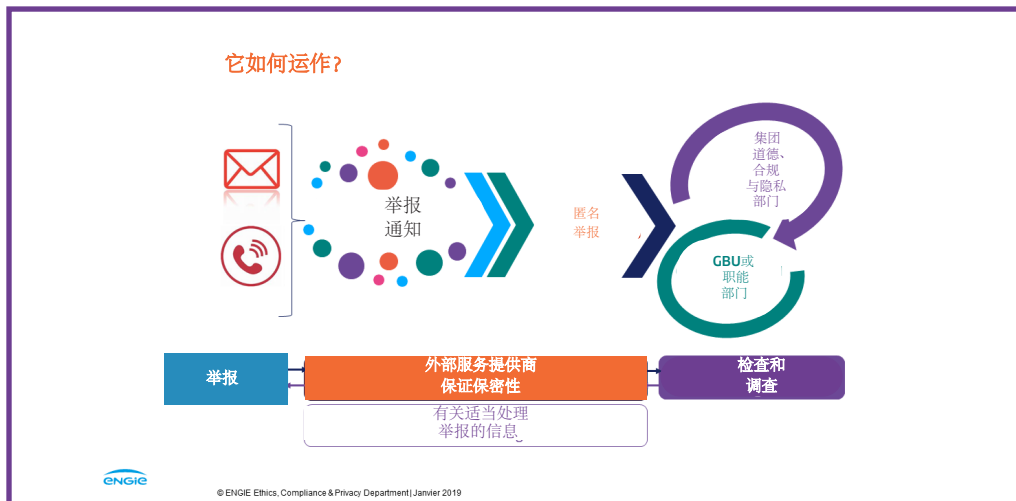 它如何运作?
举报
通知
匿名
举报
集团
道德、
合规
与隐私
部门
GBU或
职能
部门
举报
外部服务提供商
保证保密性
检查和
调查
有关适当处理
举报的信息
ENGIE
© ENGIE Ethics, Compliance & Privacy Department | Janvier 2019